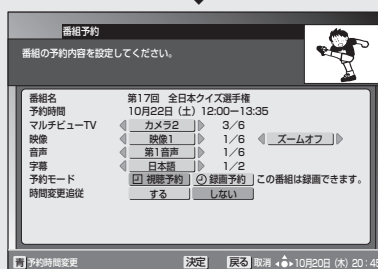 番組予約
番組の予約内容を設定してください。
番組名 第17回 全日本クイズ選手権
予約時間 10月22日（土）12:00ー13:35
マルチビューTV カメラ2 3／6
映像 映像1 1／6 ズームオフ
音声 第1音声 1／6
字幕 日本語 1／2
予約モード 視聴予約 録画予約 この番組は録画できます。
時間変更追従 する しない
青 予約時間変更 決定 戻る 取消 10月20日（木）20：45